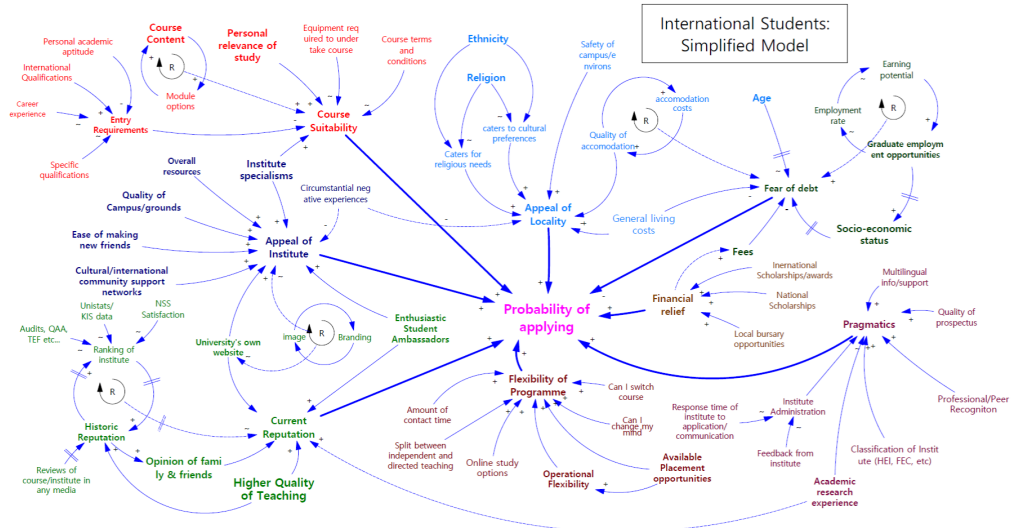 International Students:
Simplified Model
Course
Content
R
Module
options
Personal academic
aptitude
International
Qualifications
Career
experience
Entry
Requirements
Specific
qualifications
Personal
relevance of
study
Equipment req
uired to under
take course
Course terms
and
conditions
Course
Suitability
Ethnicity
Religion
caters to cultural
preferences
Caters for
religious needs
Safety of
campus/e
nvirons
accomodation
costs
R
Quality of
accomodation
Appeal of
Locality
General living
costs
Age
Earning
potential
Employment
rate
R
Graduate employm
ent opportunities
Fear of debt
Socio-economic
status
Fees
Overall
resources
Institute
specialisms
Circumstantial neg
ative experiences
Quality of
Campus/grounds
Ease of making
new friends
Cultural/international
community support
networks
Appeal of
Institute
Financial
relief
Inernational
Scholarships/awards
National
Scholarships
Local bursary
opportunities
Multilingual
info/support
Quality of
prospectus
Pragmatics
Probability of
applying
Unistats/
KIS data
NSS
Satisfaction
Audits, QAA,
TEF etc...
Ranking of
institute
R
Historic
Reputation
Reviews of
course/institute in
any media
Opinion of fami
ly & friends
Higher Quality
of Teaching
Current
Reputation
University's own
website
image
R
Branding
Enthusiastic
Student
Ambassadors
Flexibility of
Programme
Can I switch
course
Can I
change my
mind
Amount of
contact time
Split between
independent and
directed teaching
Online study
options
Operational
Flexibility
Available
Placement
opportunities
Response time of
institute to
application/
communication
Institute
Administration
Feedback from
institute
Academic
research
experience
Classification of Instit
ute (HEI, FEC, etc)
Professional/Peer
Recogniton